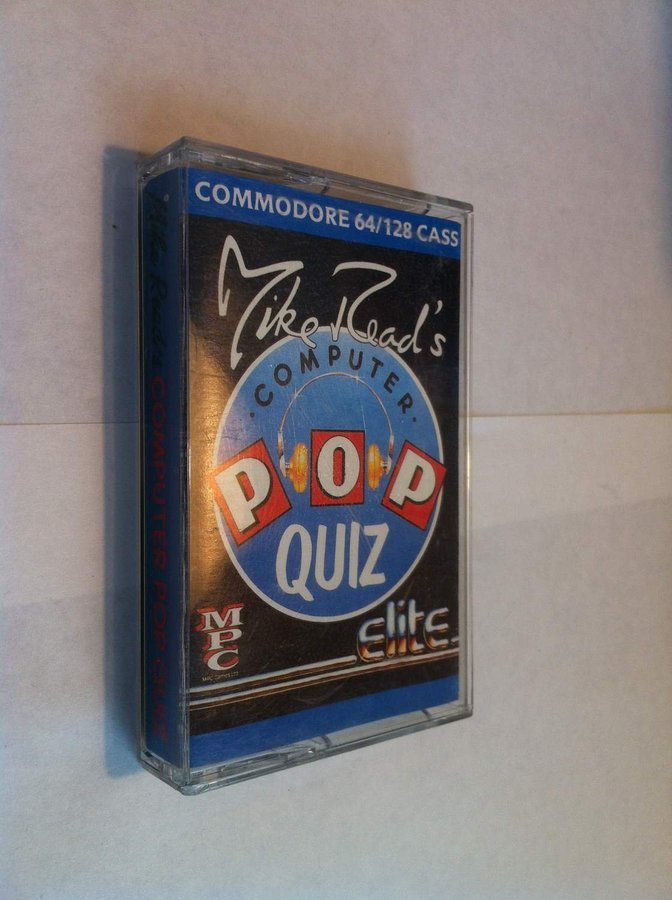 COMMODORE 64/128 CASS
Mike Read's
·COMPUTER·
POP
QUIZ
MPC
elite
Mike Read's COMPUTER POP QUIZ